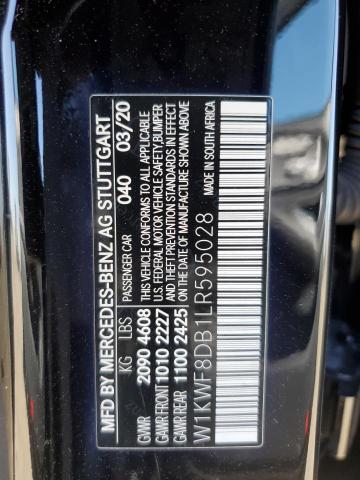 MFD BY MERCEDES-BENZ AG STUTTGART
PASSENGER CAR 040 03/20
KG LBS
GVWR 2090 4608
GAWR FRONT 1010 2227
GAWR REAR 1100 2425
THIS VEHICLE CONFORMS TO ALL APPLICABLE
U.S. FEDERAL MOTOR VEHICLE SAFETY,BUMPER,
AND THEFT PREVENTION STANDARDS IN EFFECT
ON THE DATE OF MANUFACTURE SHOWN ABOVE
W1KWF8DB1LR595028
MADE IN SOUTH AFRICA